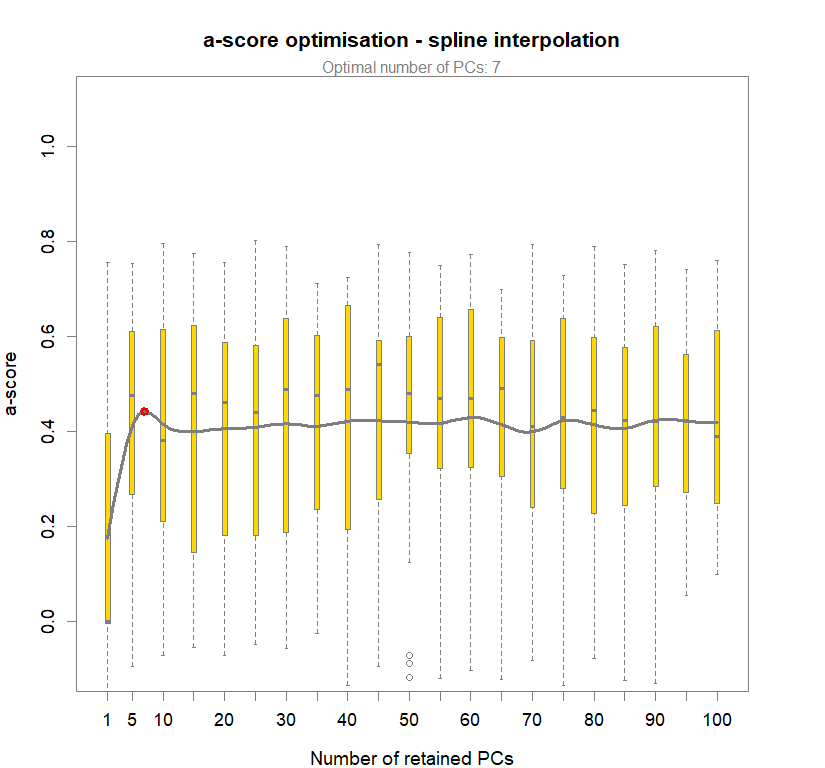 a-score optimisation - spline interpolation
Optimal number of PCs: 7
a-score
1.0
0.8
0.6
0.4
0.2
0.0
1 5 10 20 30 40 50 60 70 80 90 100
Number of retained PCs